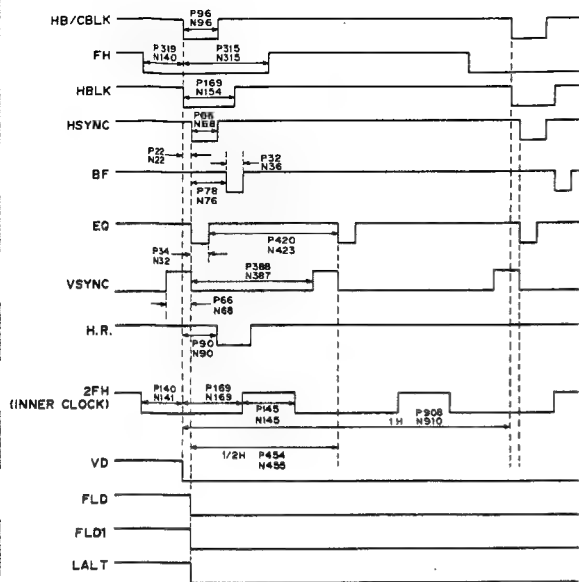 HB/CBLK
P96
N96
FH
P319
N140
P315
N315
HBLK
P169
N154
HSYNC
P66
N68
P22
N22
P32
N36
BF
P78
N76
EQ
P420
N423
P34
N32
P388
N387
VSYNC
P66
N68
H.R.
P90
N90
2FH
(INNER CLOCK)
P140
N141
P169
N169
P145
N145
1H
P908
N910
1/2H
P454
N455
VD
FLD
FLD1
LALT